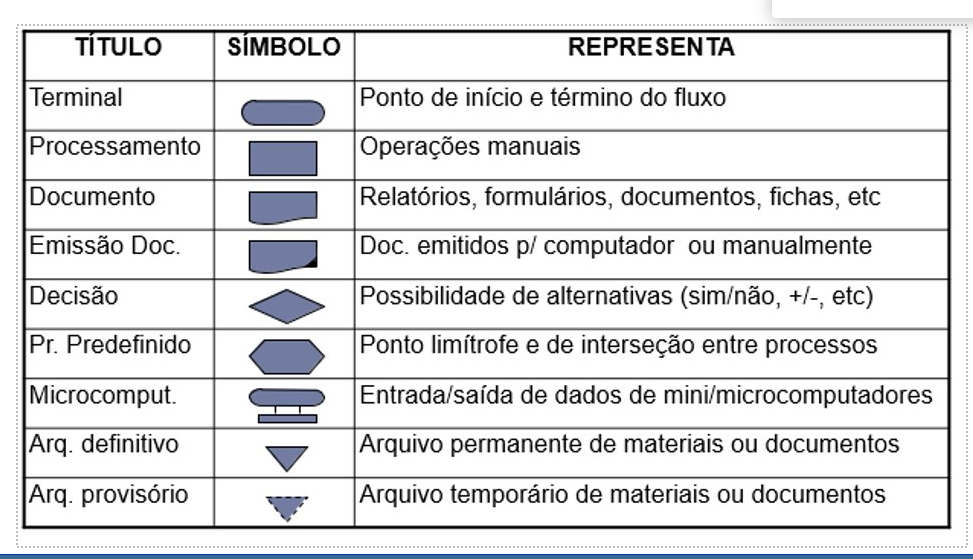 TÍTULO SÍMBOLO REPRESENTA
Terminal Ponto de início e término do fluxo
Processamento Operações manuais
Documento Relatórios, formulários, documentos, fichas, etc
Emissão Doc. Doc. emitidos p/ computador ou manualmente
Decisão Possibilidade de alternativas (sim/não, +/-, etc)
Pr. Predefinido Ponto limítrofe e de interseção entre processos
Microcomput. Entrada/saída de dados de mini/microcomputadores
Arq. definitivo Arquivo permanente de materiais ou documentos
Arq. provisório Arquivo temporário de materiais ou documentos